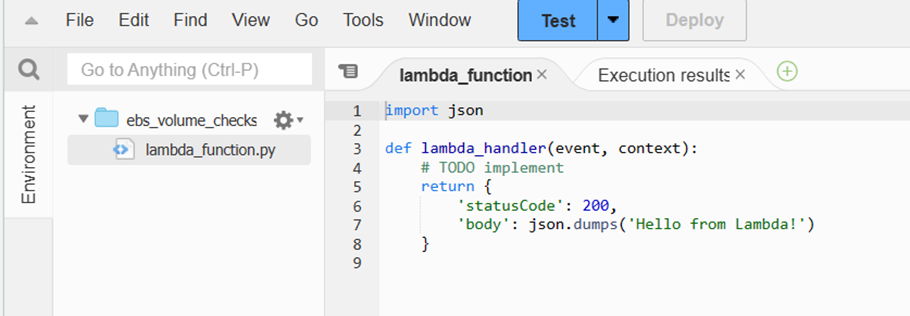 File Edit Find View Go Tools Window Test Deploy
Go to Anything (Ctrl-P)
lambda_function
Execution results
Environment
ebs_volume_checks
lambda_function.py
1 import json
2
3 def lambda_handler(event, context):
4     # TODO implement
5     return {
6         'statusCode': 200,
7         'body': json.dumps('Hello from Lambda!')
8     }
9